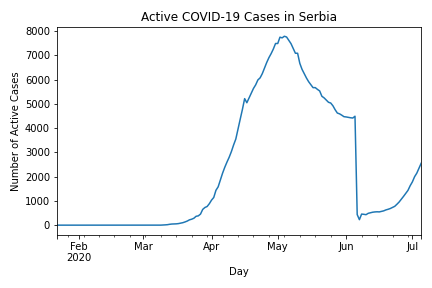 Active COVID-19 Cases in Serbia
8000
7000
6000
5000
4000
3000
2000
1000
0
Number of Active Cases
Feb Mar Apr May Jun Jul
2020
Day